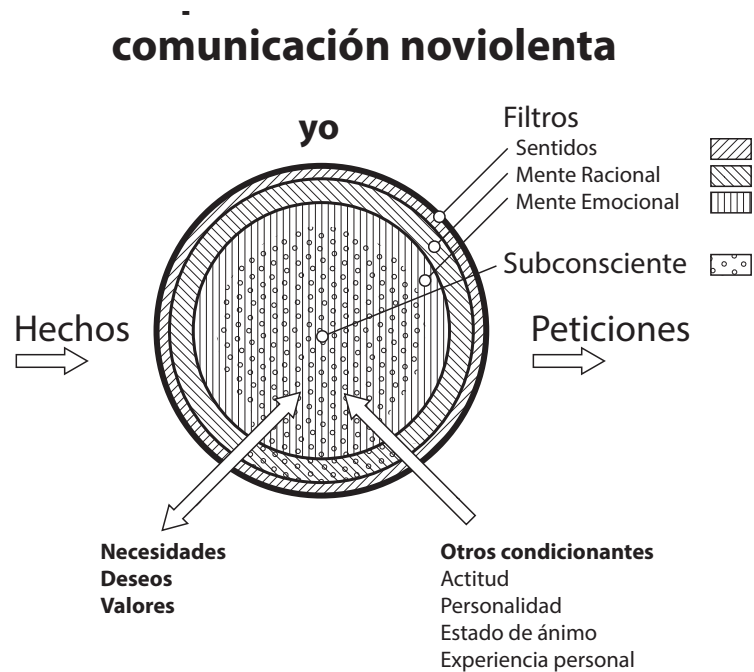 comunicación noviolenta
yo
Filtros
Sentidos
Mente Racional
Mente Emocional
Subconsciente
Hechos
Peticiones
Necesidades
Deseos
Valores
Otros condicionantes
Actitud
Personalidad
Estado de ánimo
Experiencia personal